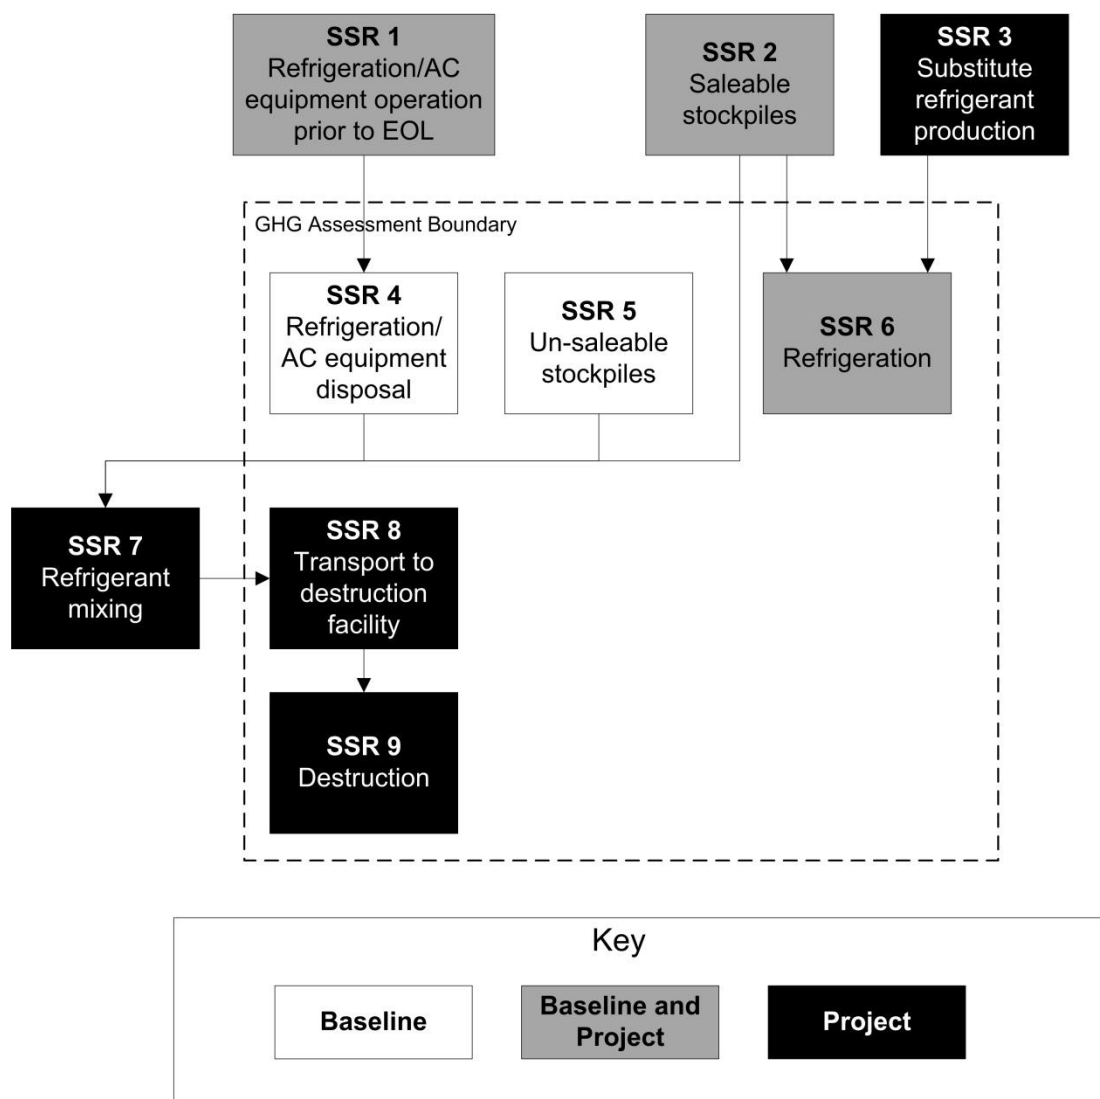 SSR 1
Refrigeration/AC
equipment operation
prior to EOL
SSR 2
Saleable
stockpiles
SSR 3
Substitute
refrigerant
production
GHG Assessment Boundary
SSR 4
Refrigeration/
AC equipment
disposal
SSR 5
Un-saleable
stockpiles
SSR 6
Refrigeration
SSR 7
Refrigerant
mixing
SSR 8
Transport to
destruction
facility
SSR 9
Destruction
Key
Baseline
Baseline and
Project
Project